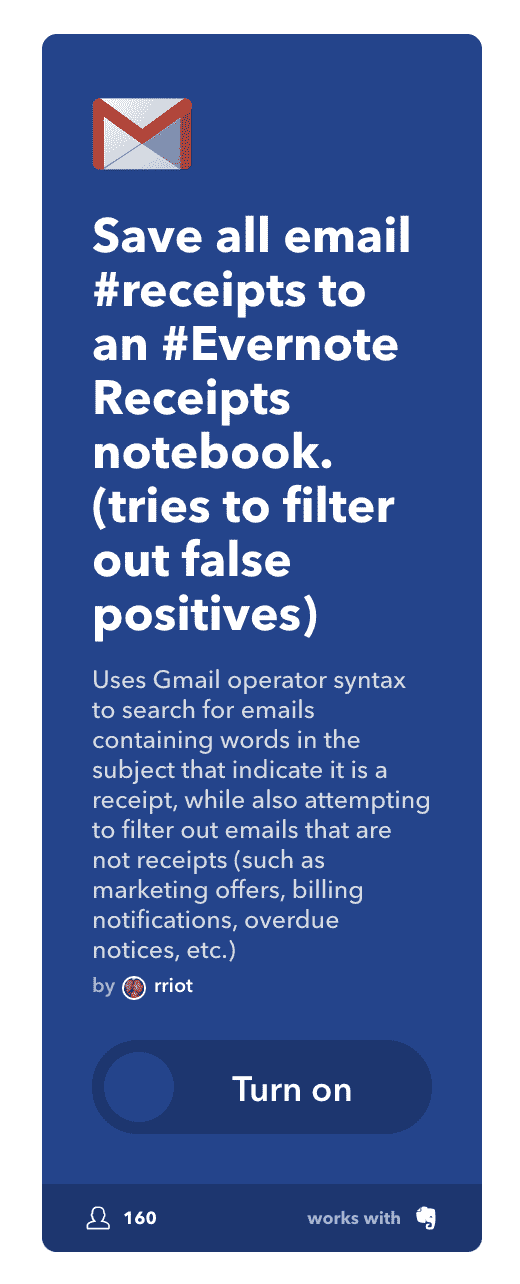 Save all email
#receipts to
an #Evernote
Receipts
notebook.
(tries to filter
out false
positives)
Uses Gmail operator syntax
to search for emails
containing words in the
subject that indicate it is a
receipt, while also attempting
to filter out emails that are
not receipts (such as
marketing offers, billing
notifications, overdue
notices, etc.)
by rriot
Turn on
160 works with